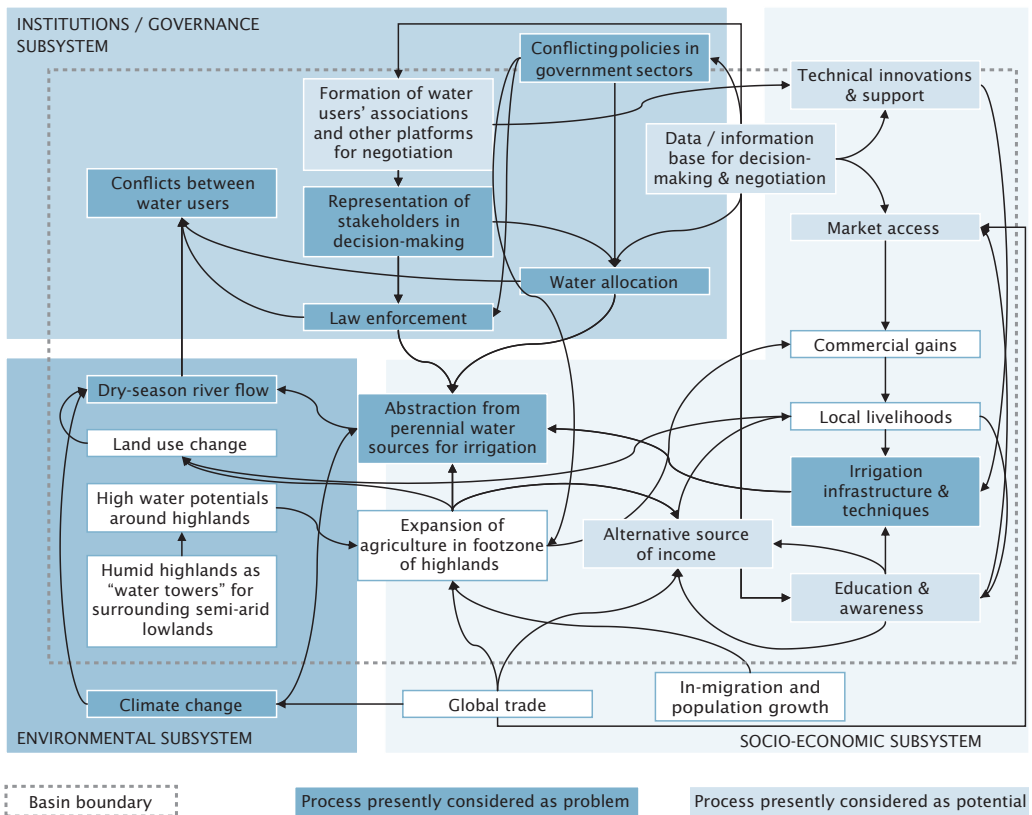 INSTITUTIONS / GOVERNANCE
SUBSYSTEM
Conflicting policies in
government sectors
Technical innovations
& support
Formation of water
users' associations
and other platforms
for negotiation
Data / information
base for decision-
making & negotiation
Conflicts between
water users
Representation of
stakeholders in
decision-making
Market access
Water allocation
Law enforcement
Commercial gains
Dry-season river flow
Abstraction from
perennial water
sources for irrigation
Local livelihoods
Land use change
Irrigation
infrastructure &
techniques
High water potentials
around highlands
Expansion of
agriculture in footzone
of highlands
Alternative source
of income
Humid highlands as
“water towers” for
surrounding semi-arid
lowlands
Education &
awareness
In-migration and
population growth
Climate change
Global trade
ENVIRONMENTAL SUBSYSTEM
SOCIO-ECONOMIC SUBSYSTEM
Basin boundary
Process presently considered as problem
Process presently considered as potential